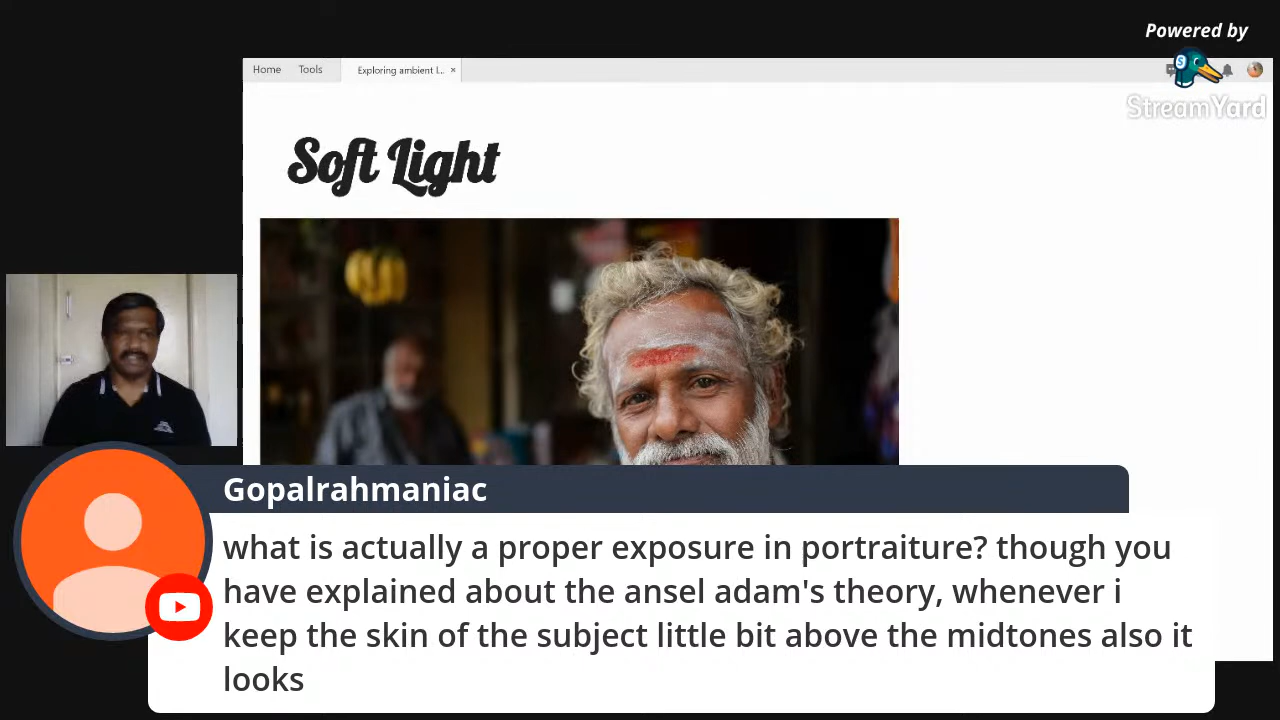 Powered by
Home Tools Exploring ambient l... ×
StreamYard
Soft Light
Gopalrahmaniac
what is actually a proper exposure in portraiture? though you
have explained about the ansel adam's theory, whenever i
keep the skin of the subject little bit above the midtones also it
looks